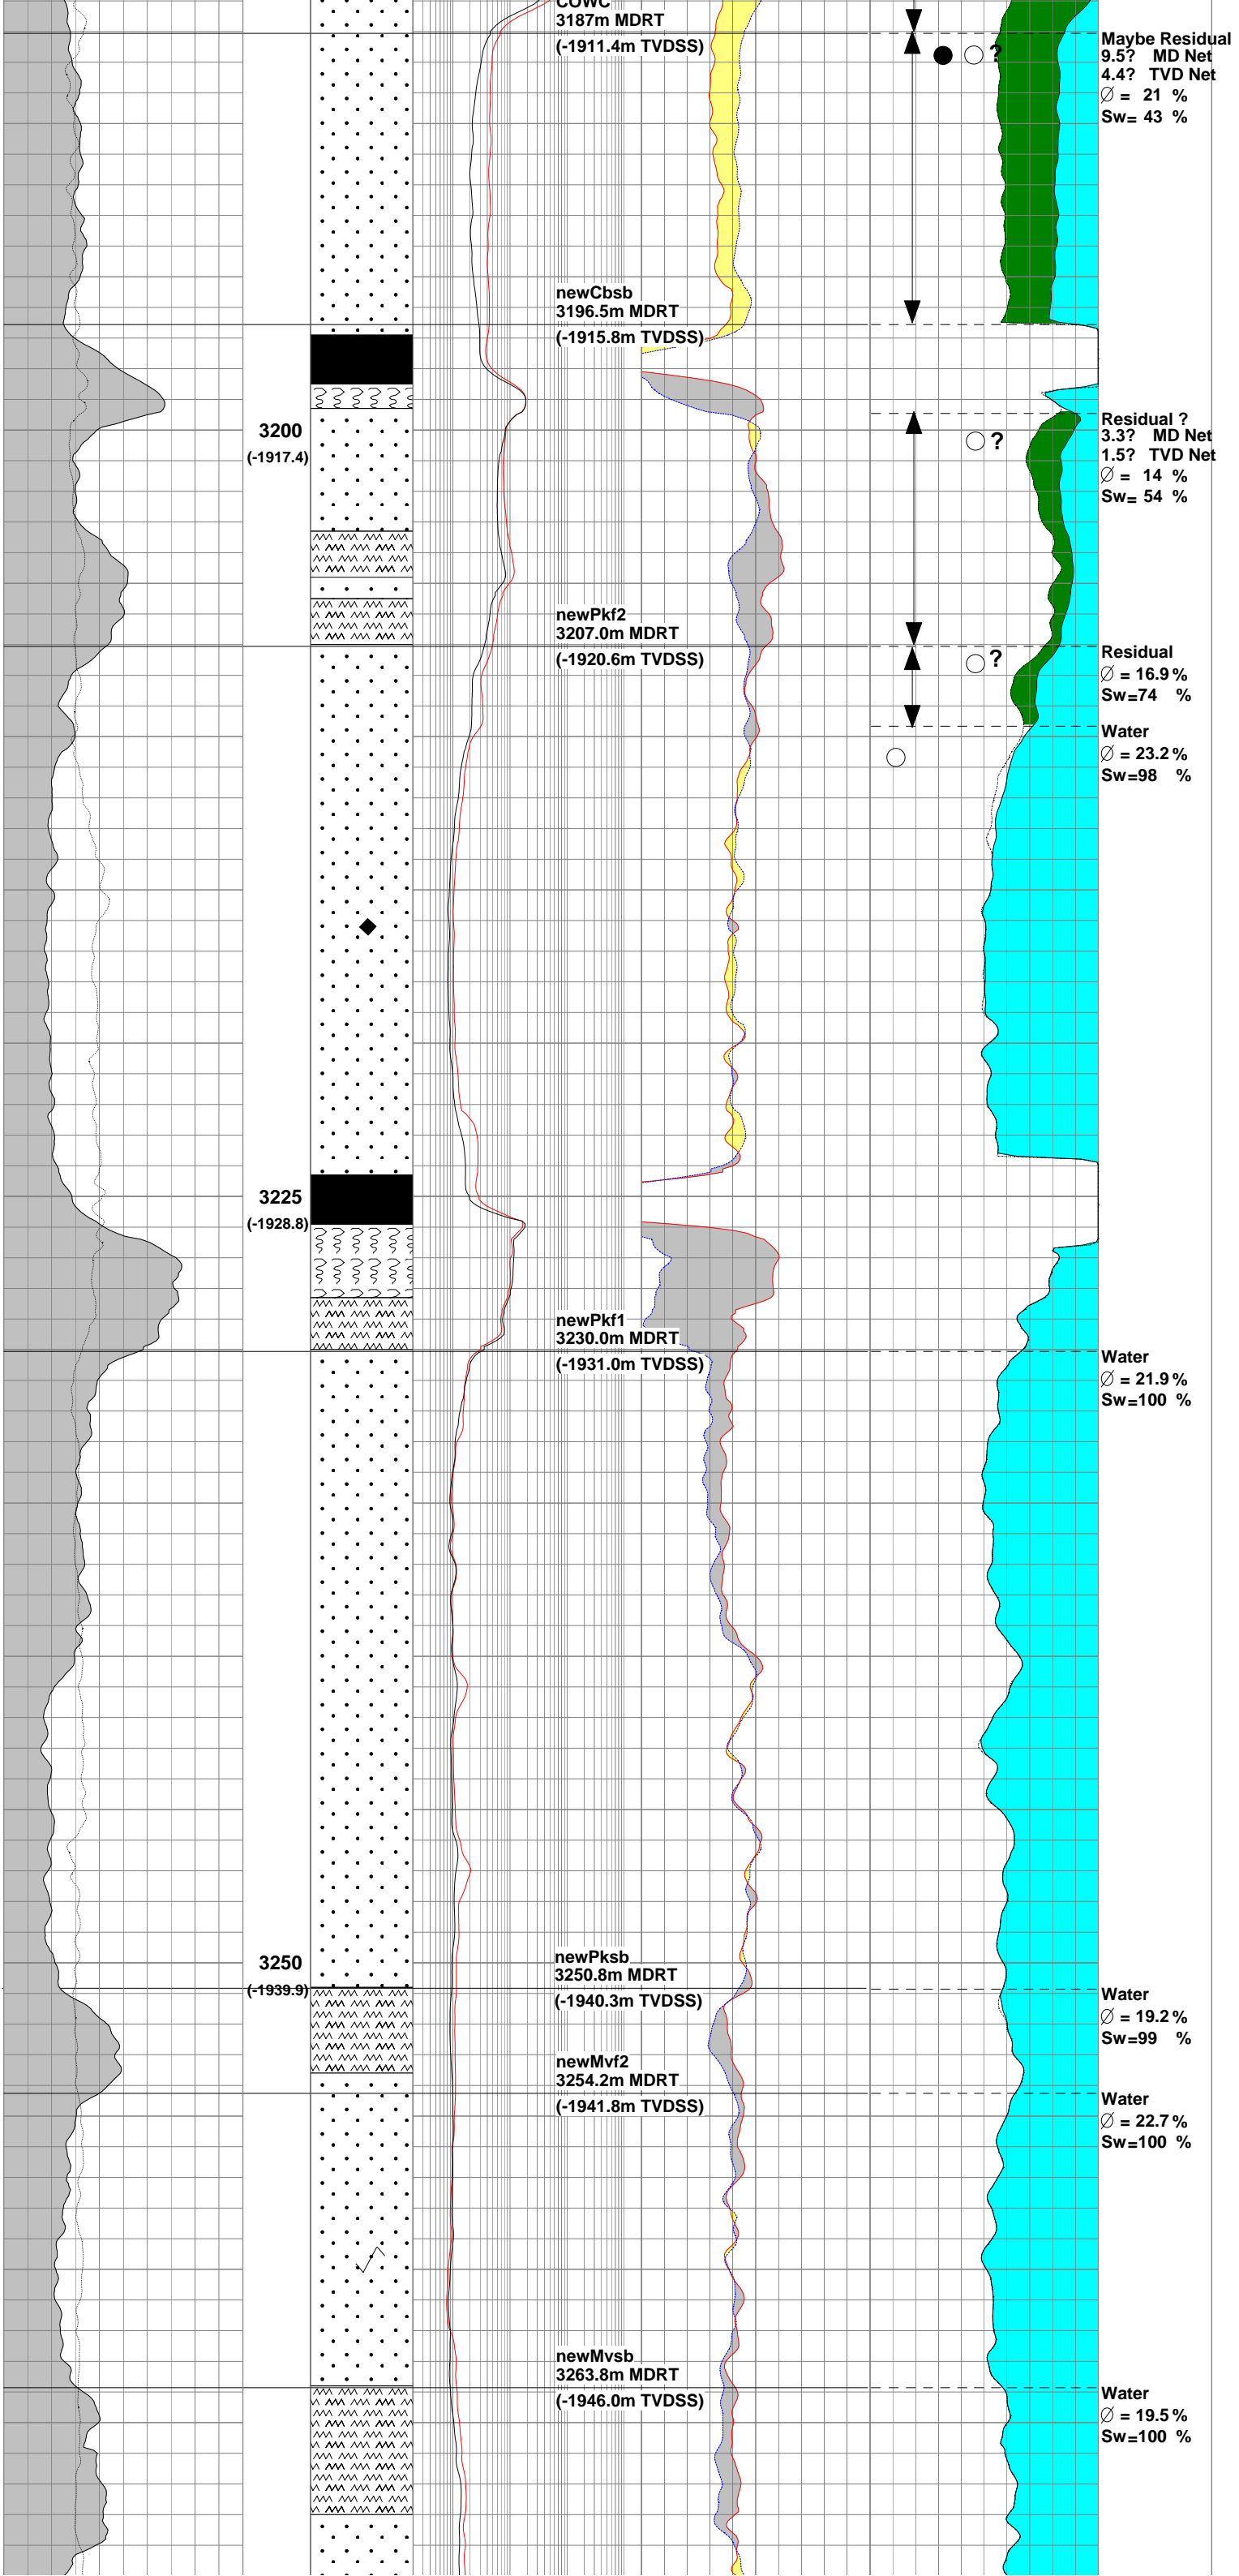 COWC
3187m MDRT
(-1911.4m TVDSS)
?
Maybe Residual
9.5? MD Net
4.4? TVD Net
∅ = 21 %
Sw= 43 %
newCbsb
3196.5m MDRT
(-1915.8m TVDSS)
3200
(-1917.4)
?
Residual ?
3.3? MD Net
1.5? TVD Net
∅ = 14 %
Sw= 54 %
newPkf2
3207.0m MDRT
(-1920.6m TVDSS)
?
Residual
∅ = 16.9 %
Sw=74 %
Water
∅ = 23.2 %
Sw=98 %
3225
(-1928.8)
newPkf1
3230.0m MDRT
(-1931.0m TVDSS)
Water
∅ = 21.9 %
Sw=100 %
3250
(-1939.9)
newPksb
3250.8m MDRT
(-1940.3m TVDSS)
Water
∅ = 19.2 %
Sw=99 %
newMvf2
3254.2m MDRT
(-1941.8m TVDSS)
Water
∅ = 22.7 %
Sw=100 %
newMvsb
3263.8m MDRT
(-1946.0m TVDSS)
Water
∅ = 19.5 %
Sw=100 %